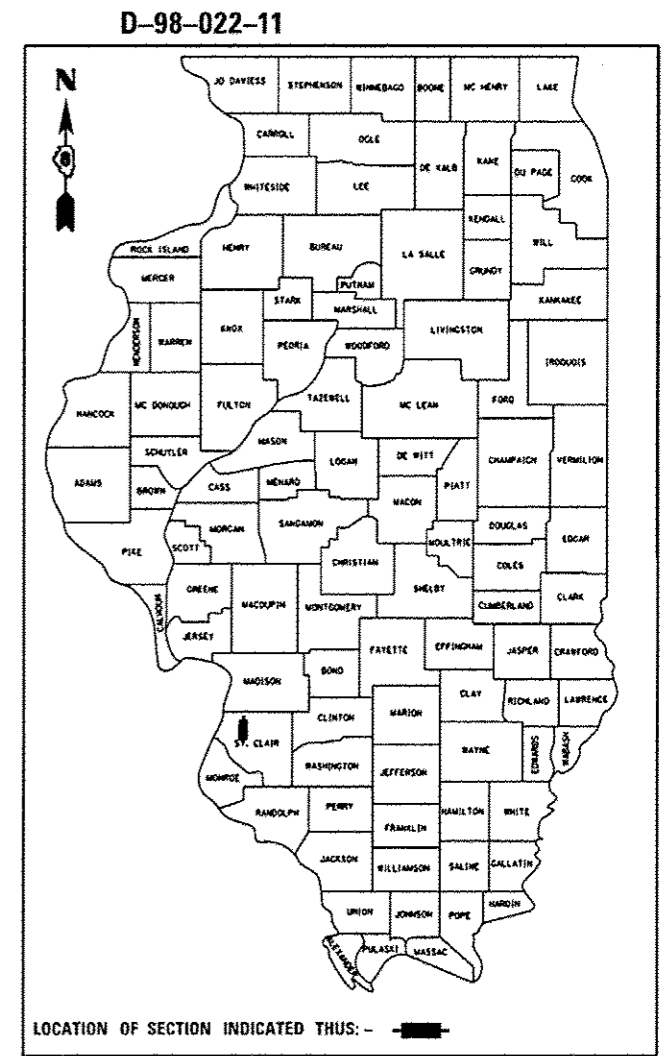 D-98-022-11
N
8
JO DAVIESS STEPHENSON WINNEBAGO BOONE MC HENRY LAKE
CARROLL OGLE DE KALB KANE DU PAGE COOK
WHITESIDE LEE KENDALL WILL
ROCK ISLAND HENRY BUREAU LA SALLE GRUNDY
MERCER PUTNAM KANKAKEE
HENDERSON WARREN KNOX STARK MARSHALL LIVINGSTON
PEORIA WOODFORD IROQUOIS
HANCOCK MC DONOUGH FULTON TAZEWELL MC LEAN FORD
MASON
SCHUYLER LOGAN DE WITT CHAMPAIGN VERMILION
ADAMS BROWN CASS MENARD PIATT
MACON
PIKE SCOTT MORGAN SANGAMON MOULTRIE DOUGLAS EDGAR
CHRISTIAN COLES
CALHOUN GREENE MACOUPIN MONTGOMERY SHELBY CUMBERLAND CLARK
JERSEY FAYETTE EFFINGHAM JASPER CRAWFORD
MADISON BOND CLAY RICHLAND LAWRENCE
CLINTON MARION
ST. CLAIR WAYNE EDWARDS WABASH
MONROE WASHINGTON JEFFERSON
RANDOLPH PERRY HAMILTON WHITE
FRANKLIN
JACKSON WILLIAMSON SALINE GALLATIN
UNION JOHNSON POPE HARDIN
ALEXANDER PULASKI MASSAC
LOCATION OF SECTION INDICATED THUS: -